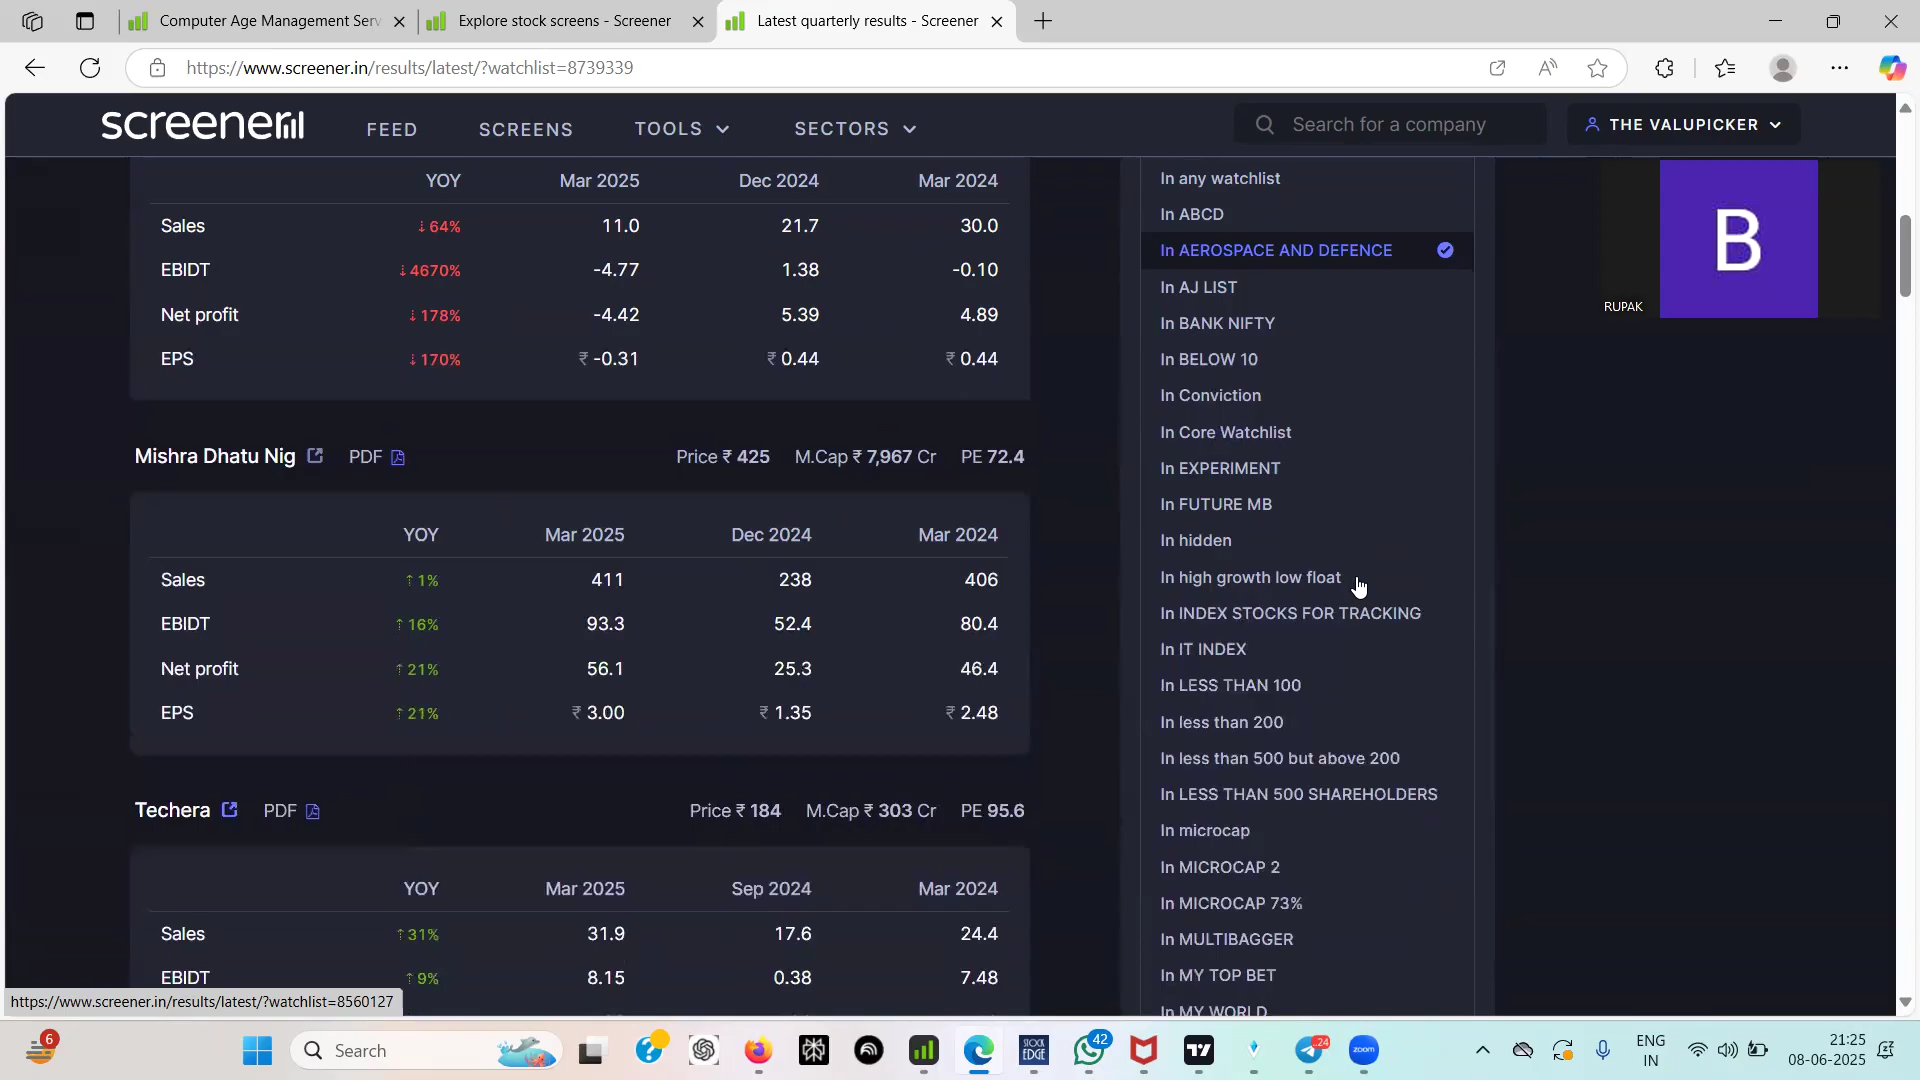 Computer Age Management Serv
Explore stock screens - Screener
Latest quarterly results - Screener
https://www.screener.in/results/latest/?watchlist=8739339
screener
FEED
SCREENS
TOOLS
SECTORS
Search for a company
THE VALUPICKER
YOY Mar 2025 Dec 2024 Mar 2024
Sales ↓64% 11.0 21.7 30.0
EBIDT ↓4670% -4.77 1.38 -0.10
Net profit ↓178% -4.42 5.39 4.89
EPS ↓170% ₹ -0.31 ₹ 0.44 ₹ 0.44
Mishra Dhatu Nig PDF Price ₹ 425 M.Cap ₹ 7,967 Cr PE 72.4
YOY Mar 2025 Dec 2024 Mar 2024
Sales ↑1% 411 238 406
EBIDT ↑16% 93.3 52.4 80.4
Net profit ↑21% 56.1 25.3 46.4
EPS ↑21% ₹ 3.00 ₹ 1.35 ₹ 2.48
Techera PDF Price ₹ 184 M.Cap ₹ 303 Cr PE 95.6
YOY Mar 2025 Sep 2024 Mar 2024
Sales ↑31% 31.9 17.6 24.4
EBIDT ↑9% 8.15 0.38 7.48
In any watchlist
In ABCD
In AEROSPACE AND DEFENCE
In AJ LIST
In BANK NIFTY
In BELOW 10
In Conviction
In Core Watchlist
In EXPERIMENT
In FUTURE MB
In hidden
In high growth low float
In INDEX STOCKS FOR TRACKING
In IT INDEX
In LESS THAN 100
In less than 200
In less than 500 but above 200
In LESS THAN 500 SHAREHOLDERS
In microcap
In MICROCAP 2
In MICROCAP 73%
In MULTIBAGGER
In MY TOP BET
In MY WORLD
B
RUPAK
https://www.screener.in/results/latest/?watchlist=8560127
6
Search
STOCK
EDGE
42
24
zoom
ENG
IN
21:25
08-06-2025